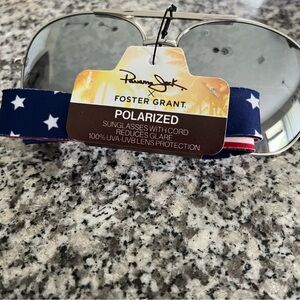 Panama Jack
X
FOSTER GRANT
POLARIZED
SUNGLASSES WITH CORD
REDUCES GLARE
100% UVA-UVB LENS PROTECTION